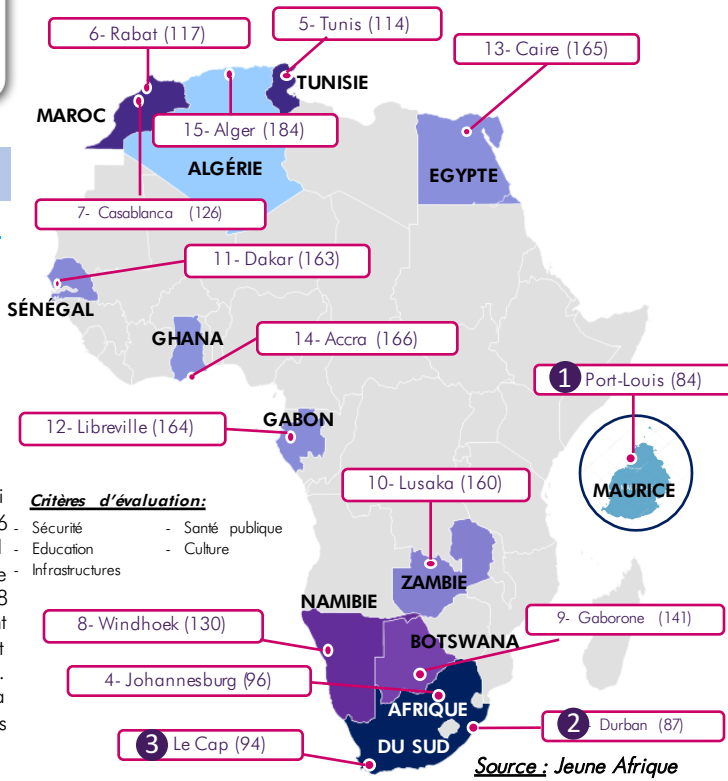 6- Rabat (117)
5- Tunis (114)
13- Caire (165)
TUNISIE
MAROC
15- Alger (184)
ALGÉRIE
EGYPTE
7- Casablanca (126)
11- Dakar (163)
SÉNÉGAL
GHANA
14- Accra (166)
1 Port-Louis (84)
12- Libreville (164)
GABON
10- Lusaka (160)
MAURICE
Critères d'évaluation:
- Sécurité
- Education
- Infrastructures
- Santé publique
- Culture
ZAMBIE
NAMIBIE
8- Windhoek (130)
9- Gaborone (141)
BOTSWANA
4- Johannesburg (96)
AFRIQUE
DU SUD
2 Durban (87)
3 Le Cap (94)
Source : Jeune Afrique